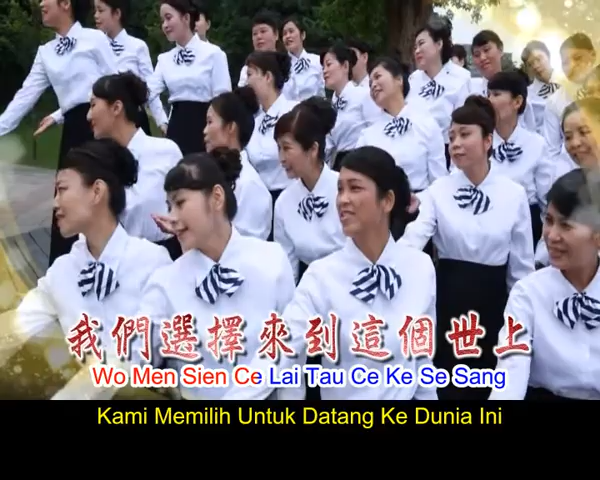 我們選擇來到這個世上
Wo Men Sien Ce Lai Tau Ce Ke Se Sang
Kami Memilih Untuk Datang Ke Dunia Ini